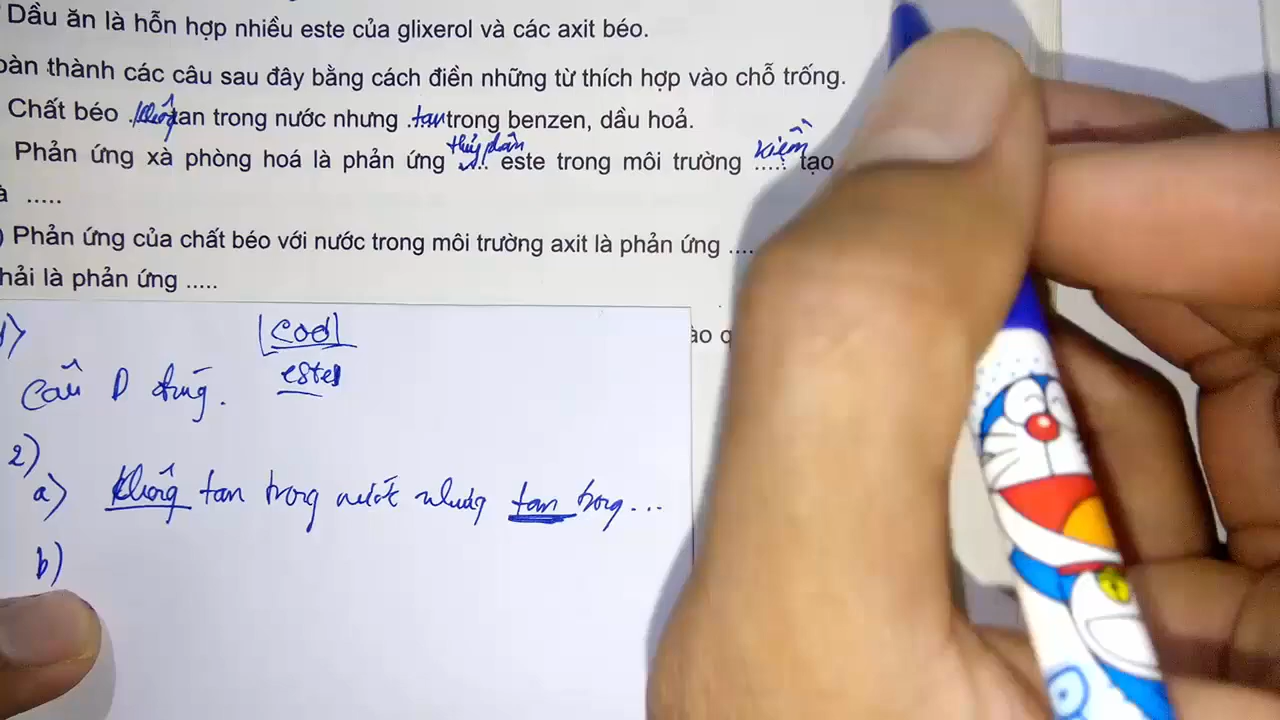 Dầu ăn là hỗn hợp nhiều este của glixerol và các axit béo.
oàn thành các câu sau đây bằng cách điền những từ thích hợp vào chỗ trống.
Chất béo .không tan trong nước nhưng .tan trong benzen, dầu hoả.
Phản ứng xà phòng hoá là phản ứng thủy phân este trong môi trường kiềm ..... tạo
à .....
) Phản ứng của chất béo với nước trong môi trường axit là phản ứng ....
hải là phản ứng .....
ào q
1)
Câu D đúng.
este
2)
a) không tan trong nước nhưng tan trong...
b)